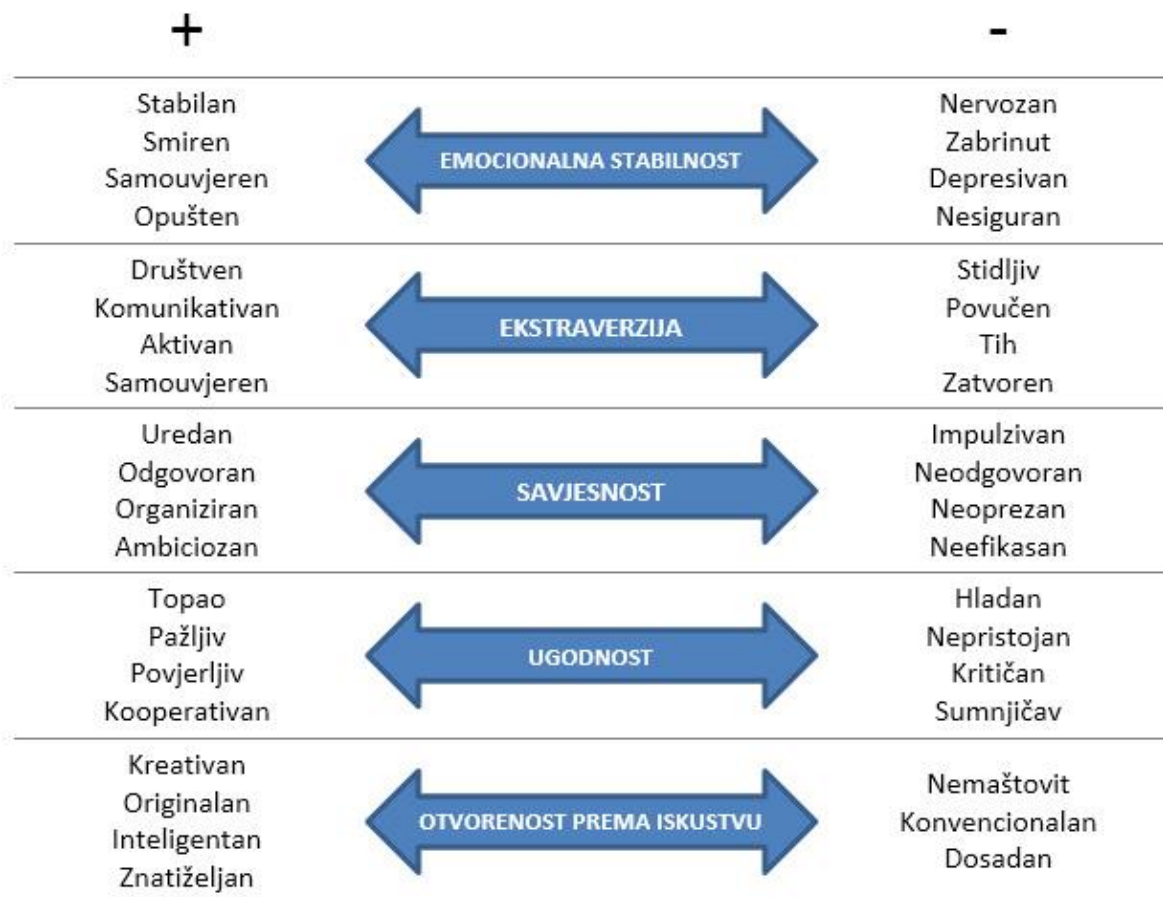 +
-
Stabilan
Smiren
Samouvjeren
Opušten
EMOCIONALNA STABILNOST
Nervozan
Zabrinut
Depresivan
Nesiguran
Društven
Komunikativan
Aktivan
Samouvjeren
EKSTRAVERZIJA
Stidljiv
Povučen
Tih
Zatvoren
Uredan
Odgovoran
Organiziran
Ambiciozan
SAVJESNOST
Impulzivan
Neodgovoran
Neoprezan
Neefikasan
Topao
Pažljiv
Povjerljiv
Kooperativan
UGODNOST
Hladan
Nepristojan
Kritičan
Sumnjičav
Kreativan
Originalan
Inteligentan
Znatiželjan
OTVORENOST PREMA ISKUSTVU
Nemaštovit
Konvencionalan
Dosadan